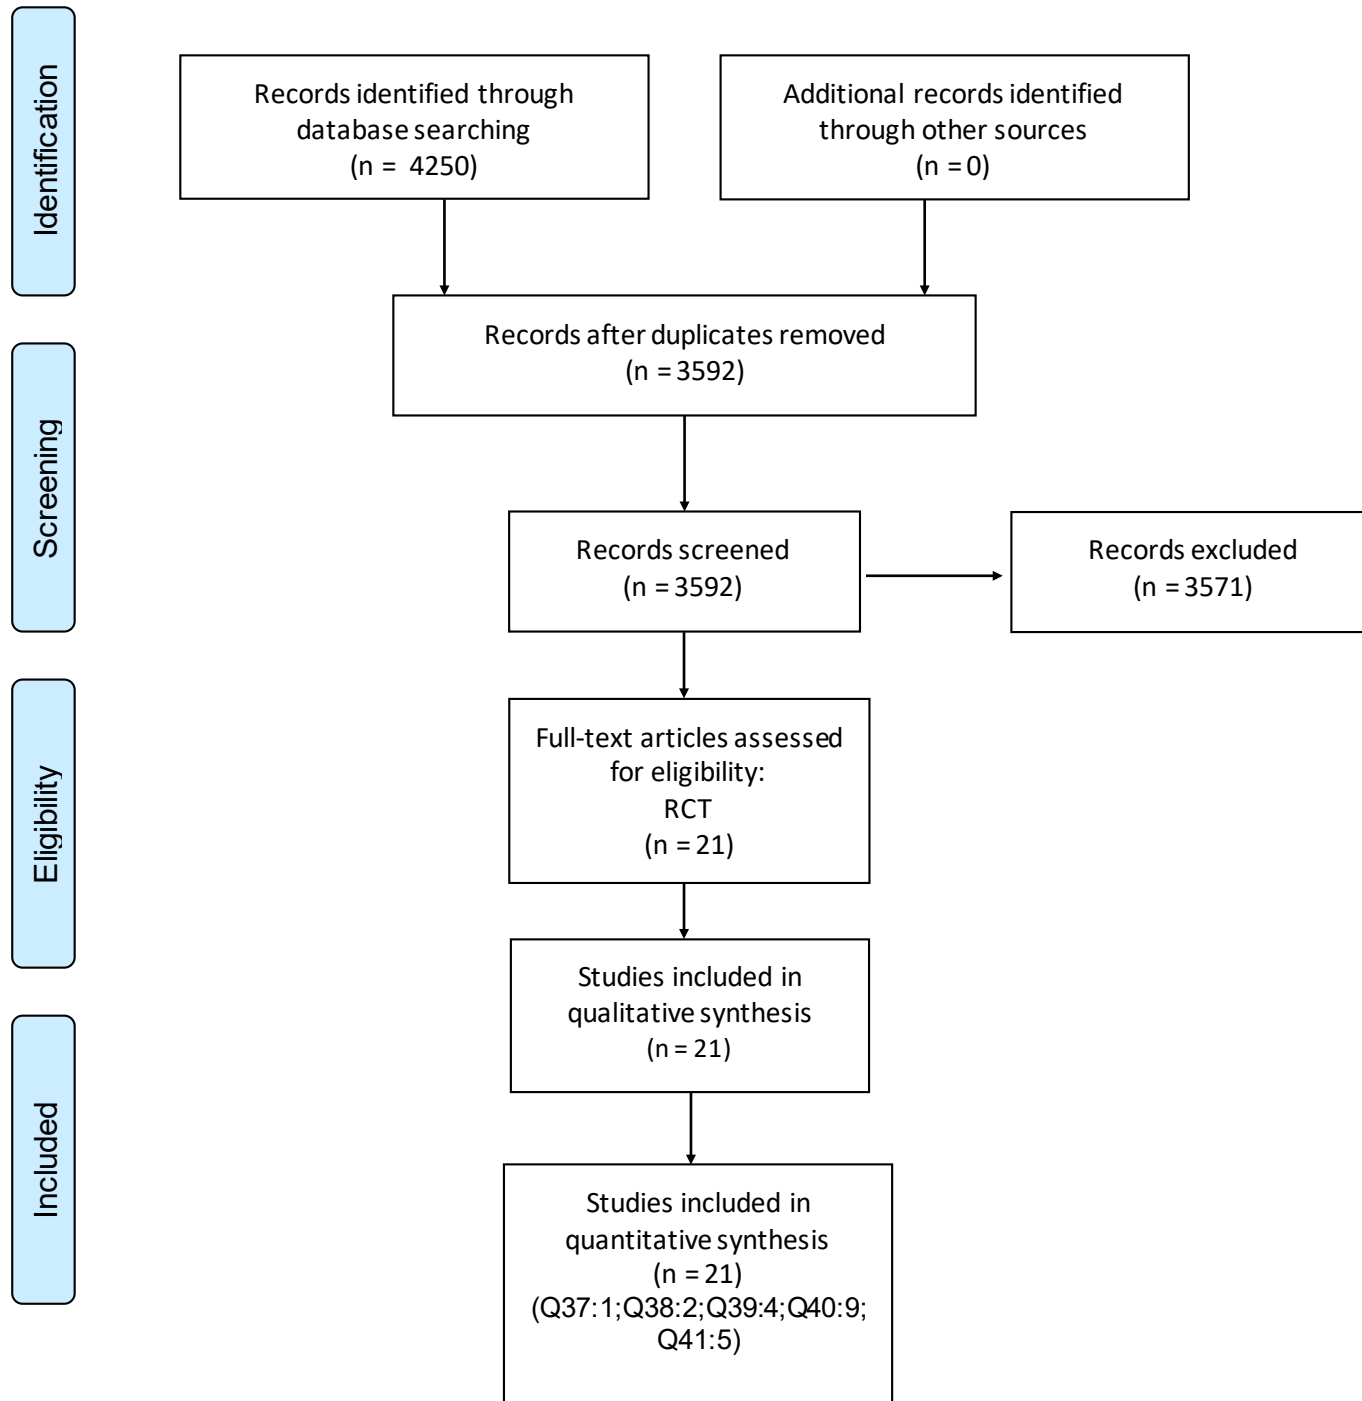 Identification
Records identified through
database searching
(n = 4250)
Additional records identified
through other sources
(n = 0)
Records after duplicates removed
(n = 3592)
Screening
Records screened
(n = 3592)
Records excluded
(n = 3571)
Eligibility
Full-text articles assessed
for eligibility:
RCT
(n = 21)
Studies included in
qualitative synthesis
(n = 21)
Included
Studies included in
quantitative synthesis
(n = 21)
(Q37:1;Q38:2;Q39:4;Q40:9;
Q41:5)